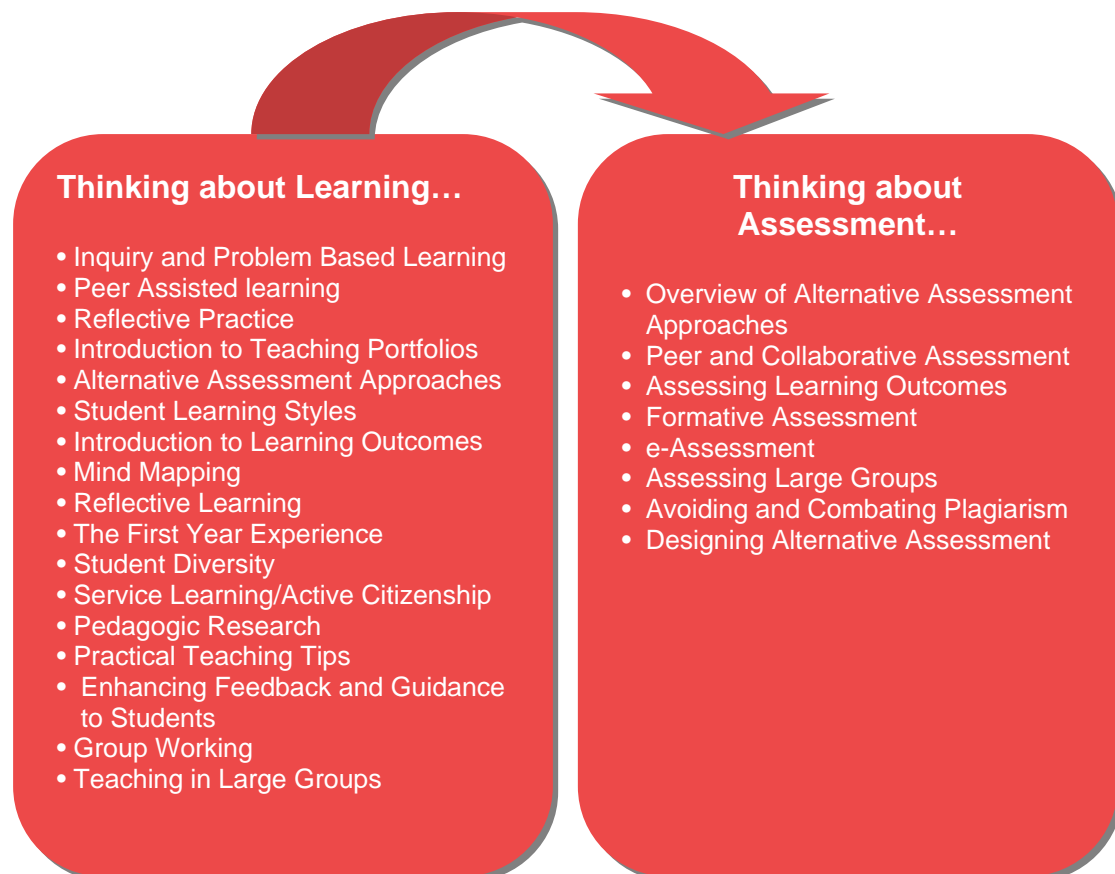 Thinking about Learning…
• Inquiry and Problem Based Learning
• Peer Assisted learning
• Reflective Practice
• Introduction to Teaching Portfolios
• Alternative Assessment Approaches
• Student Learning Styles
• Introduction to Learning Outcomes
• Mind Mapping
• Reflective Learning
• The First Year Experience
• Student Diversity
• Service Learning/Active Citizenship
• Pedagogic Research
• Practical Teaching Tips
• Enhancing Feedback and Guidance
to Students
• Group Working
• Teaching in Large Groups
Thinking about
Assessment…
• Overview of Alternative Assessment
Approaches
• Peer and Collaborative Assessment
• Assessing Learning Outcomes
• Formative Assessment
• e-Assessment
• Assessing Large Groups
• Avoiding and Combating Plagiarism
• Designing Alternative Assessment